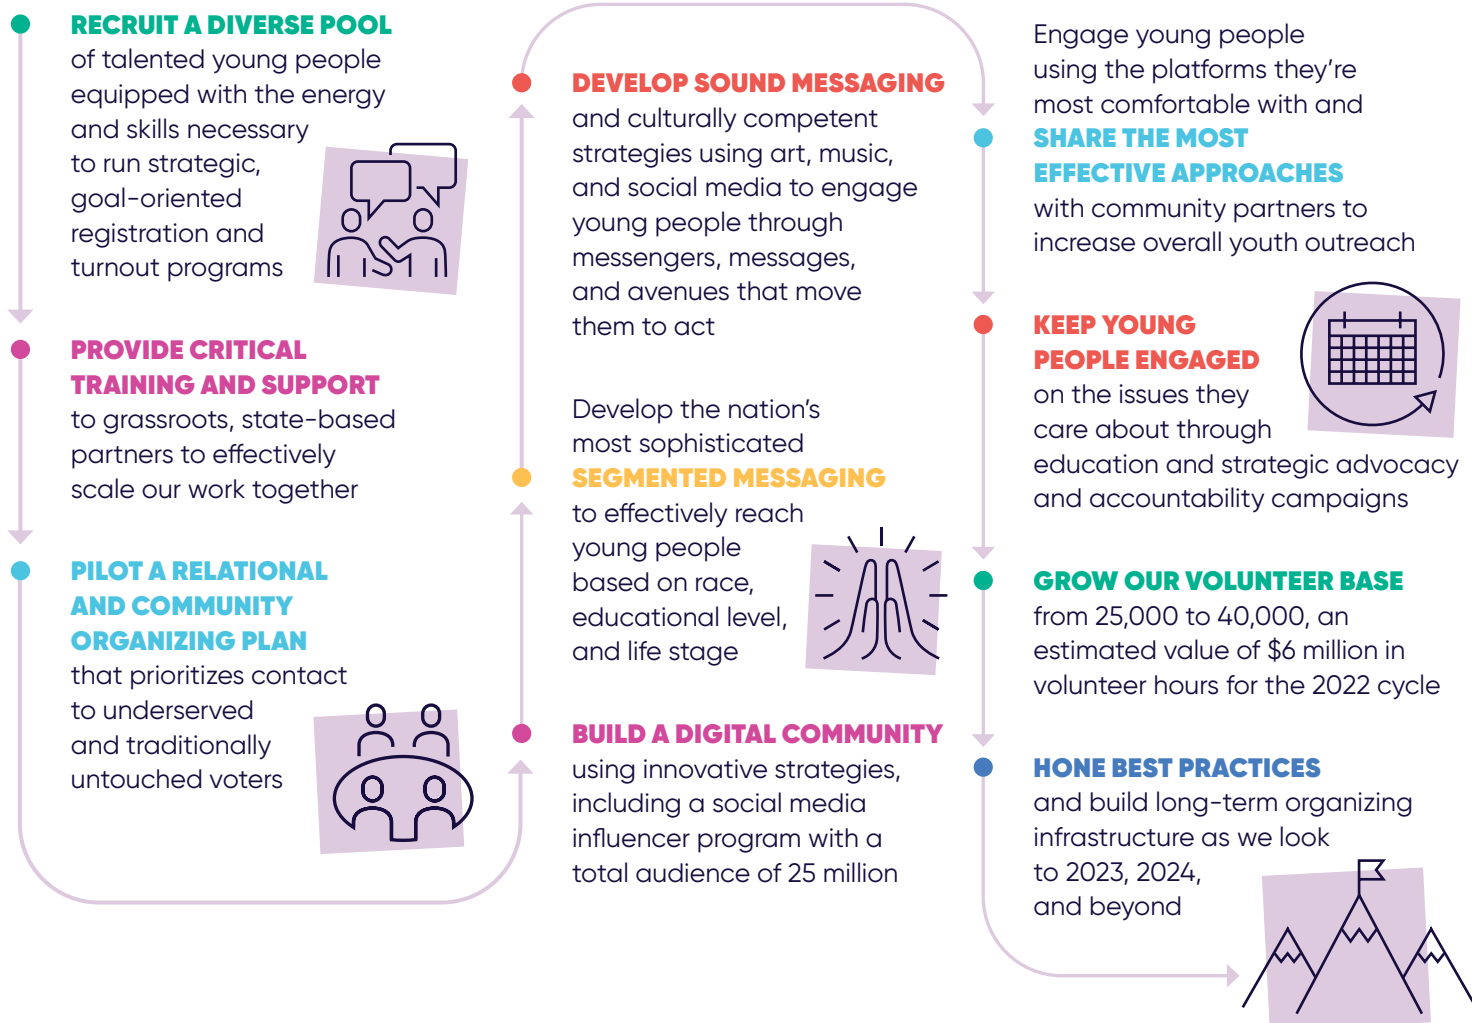 RECRUIT A DIVERSE POOL
of talented young people
equipped with the energy
and skills necessary
to run strategic,
goal-oriented
registration and
turnout programs
PROVIDE CRITICAL
TRAINING AND SUPPORT
to grassroots, state-based
partners to effectively
scale our work together
PILOT A RELATIONAL
AND COMMUNITY
ORGANIZING PLAN
that prioritizes contact
to underserved
and traditionally
untouched voters
BUILD A DIGITAL COMMUNITY
using innovative strategies,
including a social media
influencer program with a
total audience of 25 million
Develop the nation’s
most sophisticated
SEGMENTED MESSAGING
to effectively reach
young people
based on race,
educational level,
and life stage
DEVELOP SOUND MESSAGING
and culturally competent
strategies using art, music,
and social media to engage
young people through
messengers, messages,
and avenues that move
them to act
Engage young people
using the platforms they’re
most comfortable with and
SHARE THE MOST
EFFECTIVE APPROACHES
with community partners to
increase overall youth outreach
KEEP YOUNG
PEOPLE ENGAGED
on the issues they
care about through
education and strategic advocacy
and accountability campaigns
GROW OUR VOLUNTEER BASE
from 25,000 to 40,000, an
estimated value of $6 million in
volunteer hours for the 2022 cycle
HONE BEST PRACTICES
and build long-term organizing
infrastructure as we look
to 2023, 2024,
and beyond